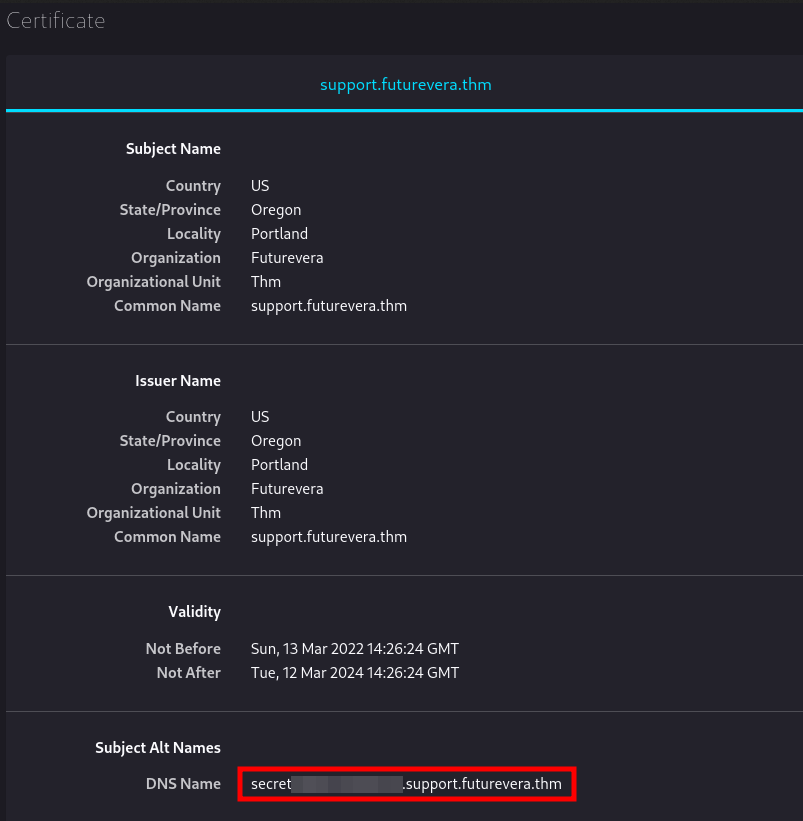 Certificate
support.futurevera.thm
Subject Name
Country US
State/Province Oregon
Locality Portland
Organization Futurevera
Organizational Unit Thm
Common Name support.futurevera.thm
Issuer Name
Country US
State/Province Oregon
Locality Portland
Organization Futurevera
Organizational Unit Thm
Common Name support.futurevera.thm
Validity
Not Before Sun, 13 Mar 2022 14:26:24 GMT
Not After Tue, 12 Mar 2024 14:26:24 GMT
Subject Alt Names
DNS Name secret .support.futurevera.thm